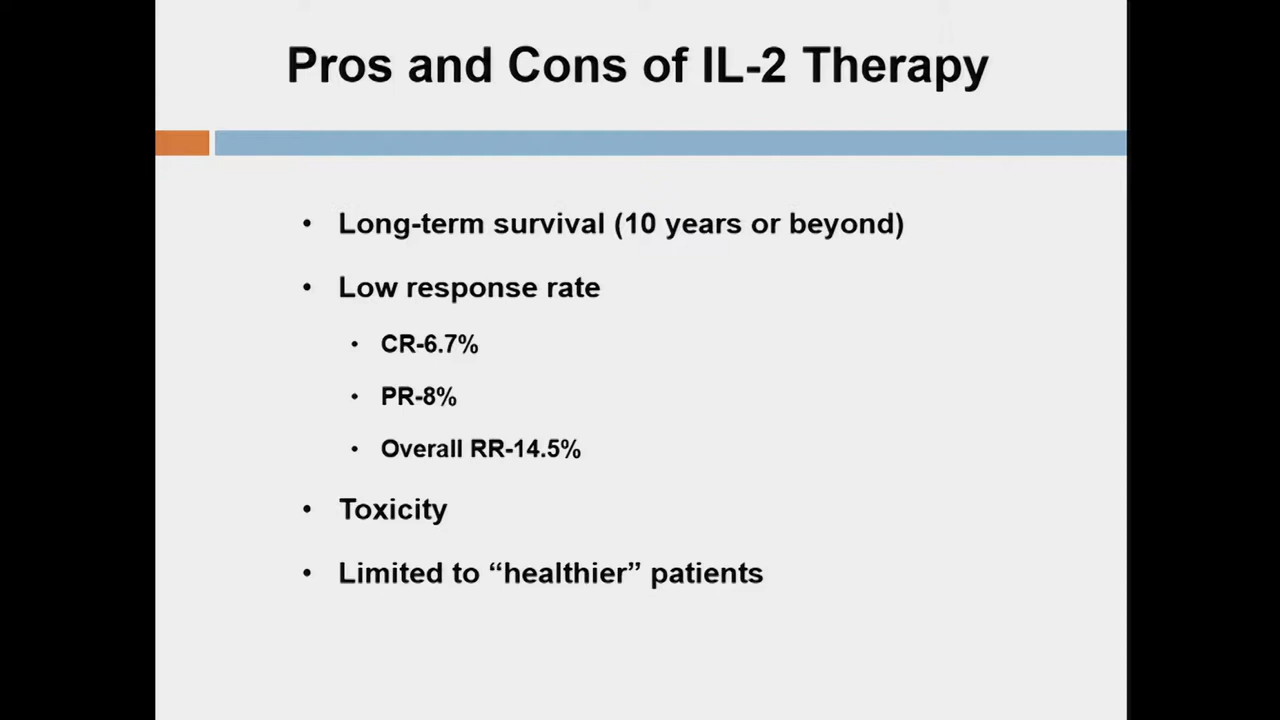 Pros and Cons of IL-2 Therapy
• Long-term survival (10 years or beyond)
• Low response rate
• CR-6.7%
• PR-8%
• Overall RR-14.5%
• Toxicity
• Limited to “healthier” patients